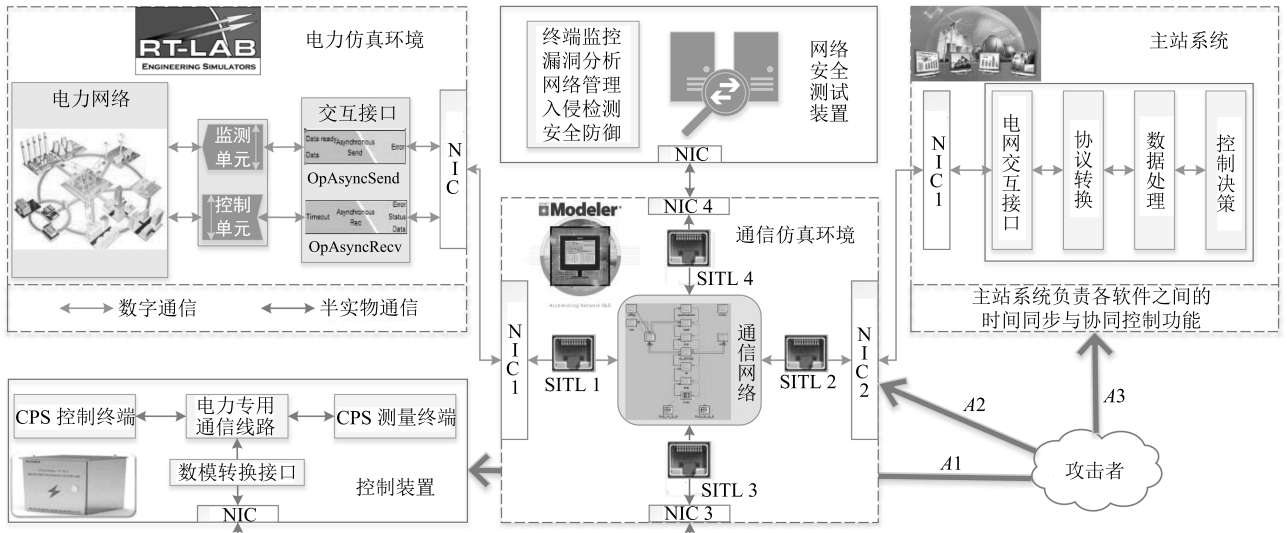 RT-LAB
ENGINEERING SIMULATORS
电力仿真环境
电力网络
监测
单元
控制
单元
交互接口
Data ready
Data
Asynchronous
Send
Error
OpAsyncSend
Timeout
Asynchronous
Rec
Error
Status
Data
OpAsyncRecv
NIC
数字通信
半实物通信
终端监控
漏洞分析
网络管理
入侵检测
安全防御
网络
安全
测试
装置
NIC
主站系统
NIC1
电网交互接口
协议转换
数据处理
控制决策
主站系统负责各软件之间的
时间同步与协同控制功能
Modeler
Accelerating Network R&D
NIC 4
通信仿真环境
SITL 4
NIC1
SITL 1
通信网络
SITL 2
NIC2
SITL 3
NIC 3
CPS 控制终端
电力专用
通信线路
CPS 测量终端
数模转换接口
控制装置
NIC
A1
A2
A3
攻击者